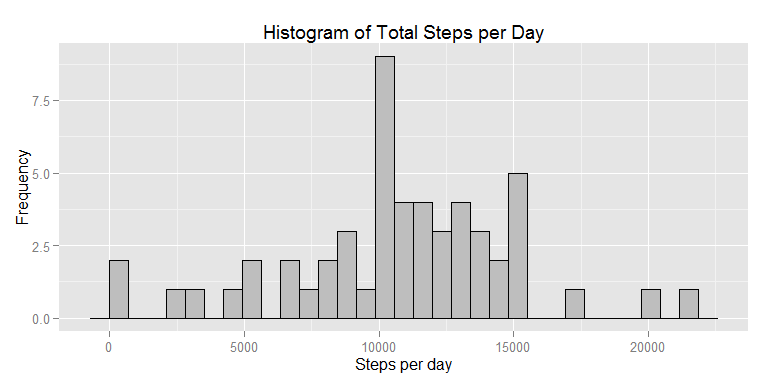 Histogram of Total Steps per Day
Frequency
7.5
5.0
2.5
0.0
0 5000 10000 15000 20000
Steps per day